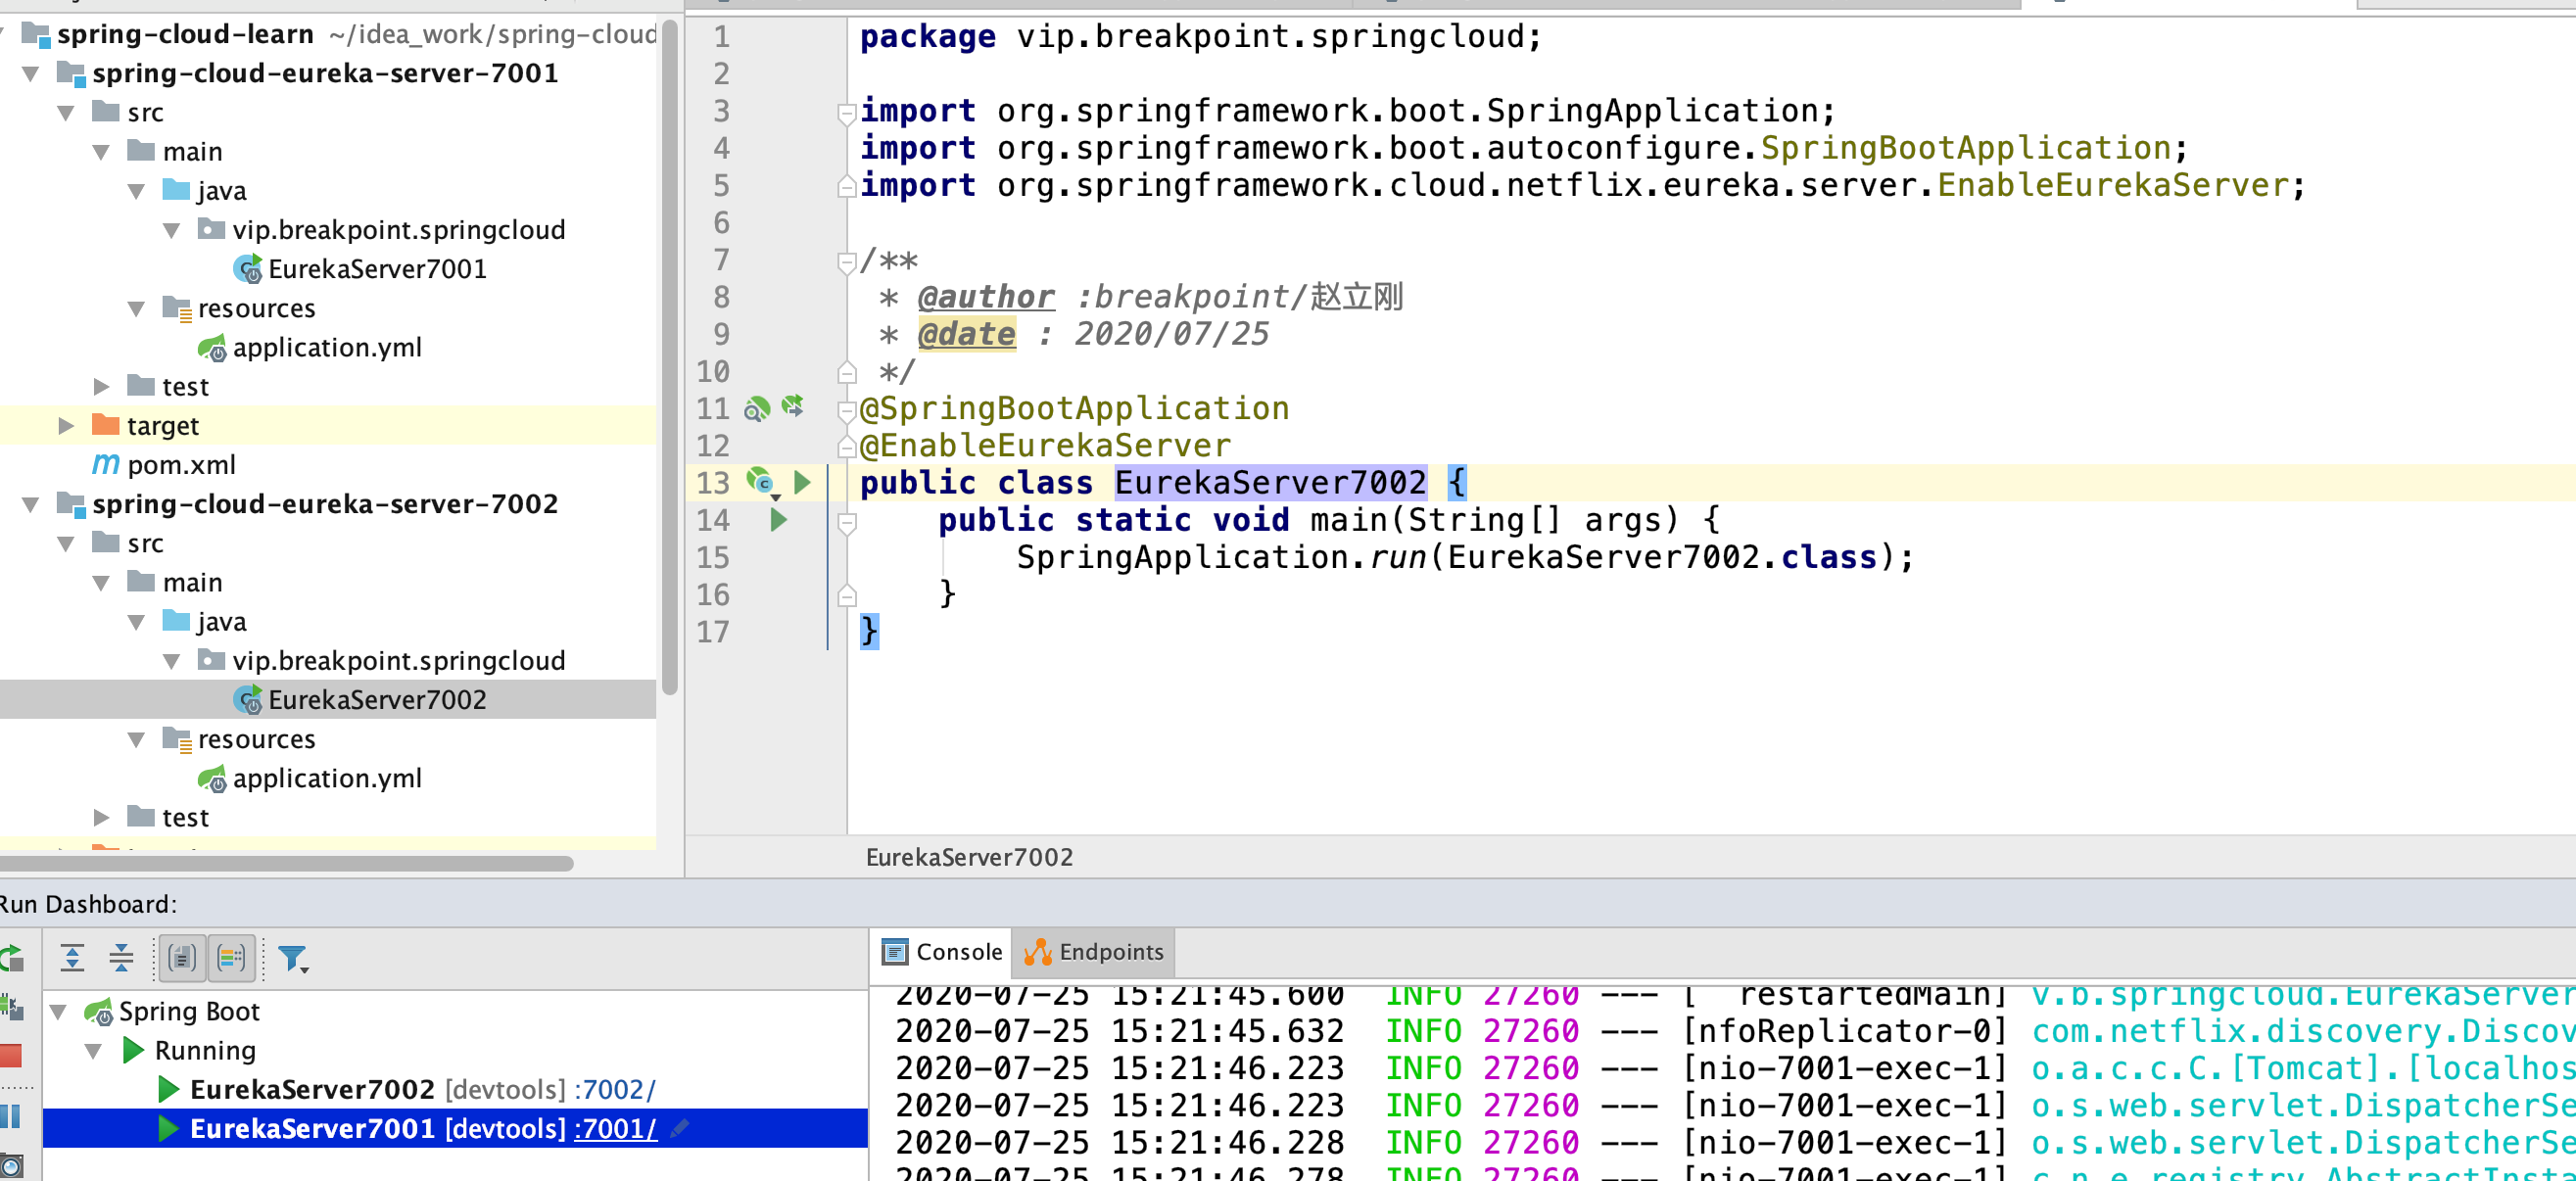 spring-cloud-learn ~/idea_work/spring-cloud
spring-cloud-eureka-server-7001
src
main
java
vip.breakpoint.springcloud
EurekaServer7001
resources
application.yml
test
target
pom.xml
spring-cloud-eureka-server-7002
src
main
java
vip.breakpoint.springcloud
EurekaServer7002
resources
application.yml
test
1 package vip.breakpoint.springcloud;
2
3 import org.springframework.boot.SpringApplication;
4 import org.springframework.boot.autoconfigure.SpringBootApplication;
5 import org.springframework.cloud.netflix.eureka.server.EnableEurekaServer;
6
7 /**
8 * @author :breakpoint/赵立刚
9 * @date : 2020/07/25
10 */
11 @SpringBootApplication
12 @EnableEurekaServer
13 public class EurekaServer7002 {
14 public static void main(String[] args) {
15 SpringApplication.run(EurekaServer7002.class);
16 }
17 }
EurekaServer7002
Run Dashboard:
Spring Boot
Running
EurekaServer7002 [devtools] :7002/
EurekaServer7001 [devtools] :7001/
Console Endpoints
2020-07-25 15:21:45.600 INFO 27260 --- [ restartedMain] v.b.springcloud.EurekaServer
2020-07-25 15:21:45.632 INFO 27260 --- [nfoReplicator-0] com.netflix.discovery.Discov
2020-07-25 15:21:46.223 INFO 27260 --- [nio-7001-exec-1] o.a.c.c.C.[Tomcat].[localhos
2020-07-25 15:21:46.223 INFO 27260 --- [nio-7001-exec-1] o.s.web.servlet.DispatcherSe
2020-07-25 15:21:46.228 INFO 27260 --- [nio-7001-exec-1] o.s.web.servlet.DispatcherSe
2020-07-25 15:21:46.278 INFO 27260 --- [nio-7001-exec-1] c.n.e.registry.AbstractInsta